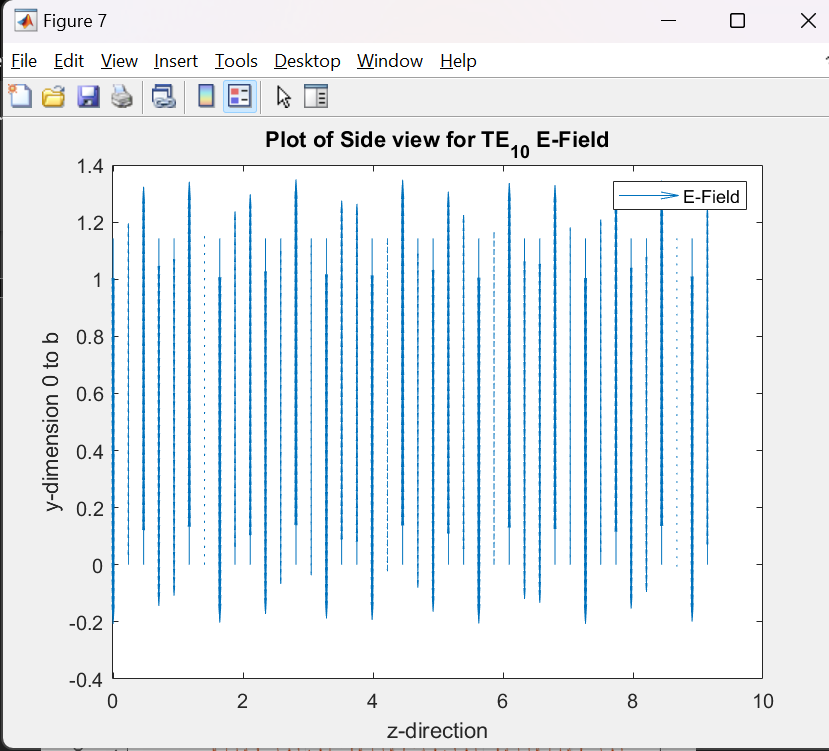 Figure 7
File Edit View Insert Tools Desktop Window Help
Plot of Side view for TE10 E-Field
E-Field
1.4
1.2
1
0.8
0.6
0.4
0.2
0
-0.2
-0.4
y-dimension 0 to b
0 2 4 6 8 10
z-direction